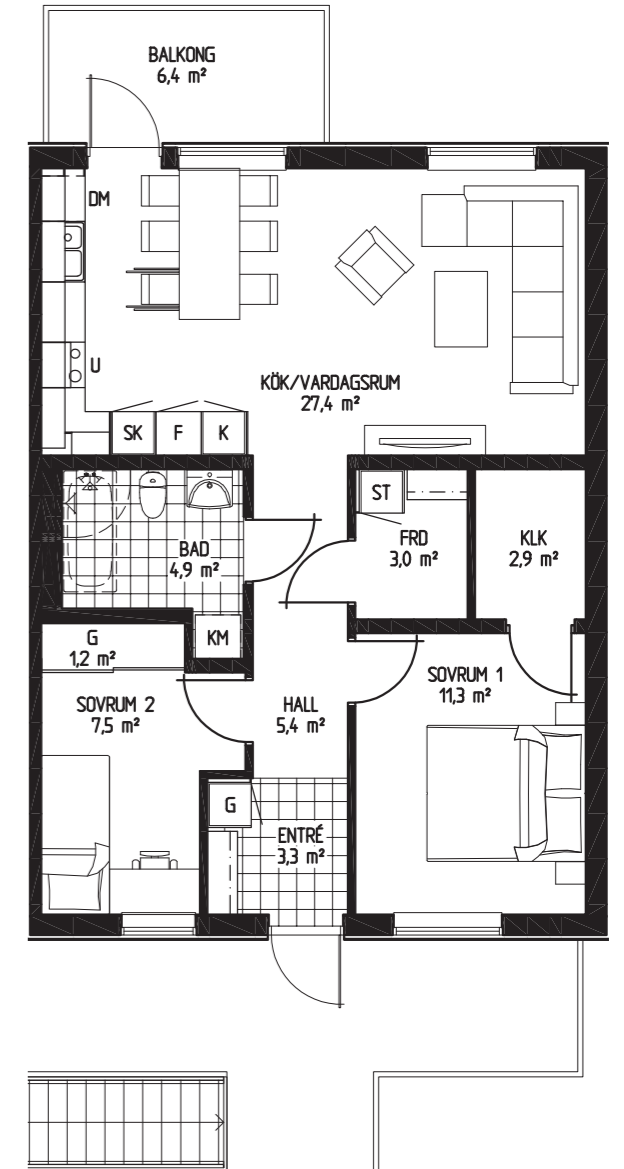 BALKONG
6,4 m²
DM
U
KÖK/VARDAGSRUM
27,4 m²
SK F K
ST
BAD
4,9 m²
FRD
3,0 m²
KLK
2,9 m²
KM
G
1,2 m²
SOVRUM 2
7,5 m²
HALL
5,4 m²
SOVRUM 1
11,3 m²
G
ENTRÉ
3,3 m²